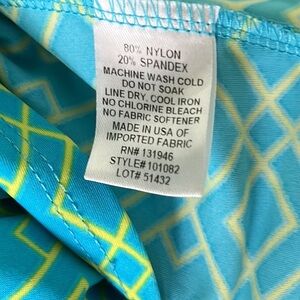 80% NYLON
20% SPANDEX
MACHINE WASH COLD
DO NOT SOAK
LINE DRY, COOL IRON
NO CHLORINE BLEACH
NO FABRIC SOFTENER
MADE IN USA OF
IMPORTED FABRIC
RN# 131946
STYLE#101082
LOT# 51432